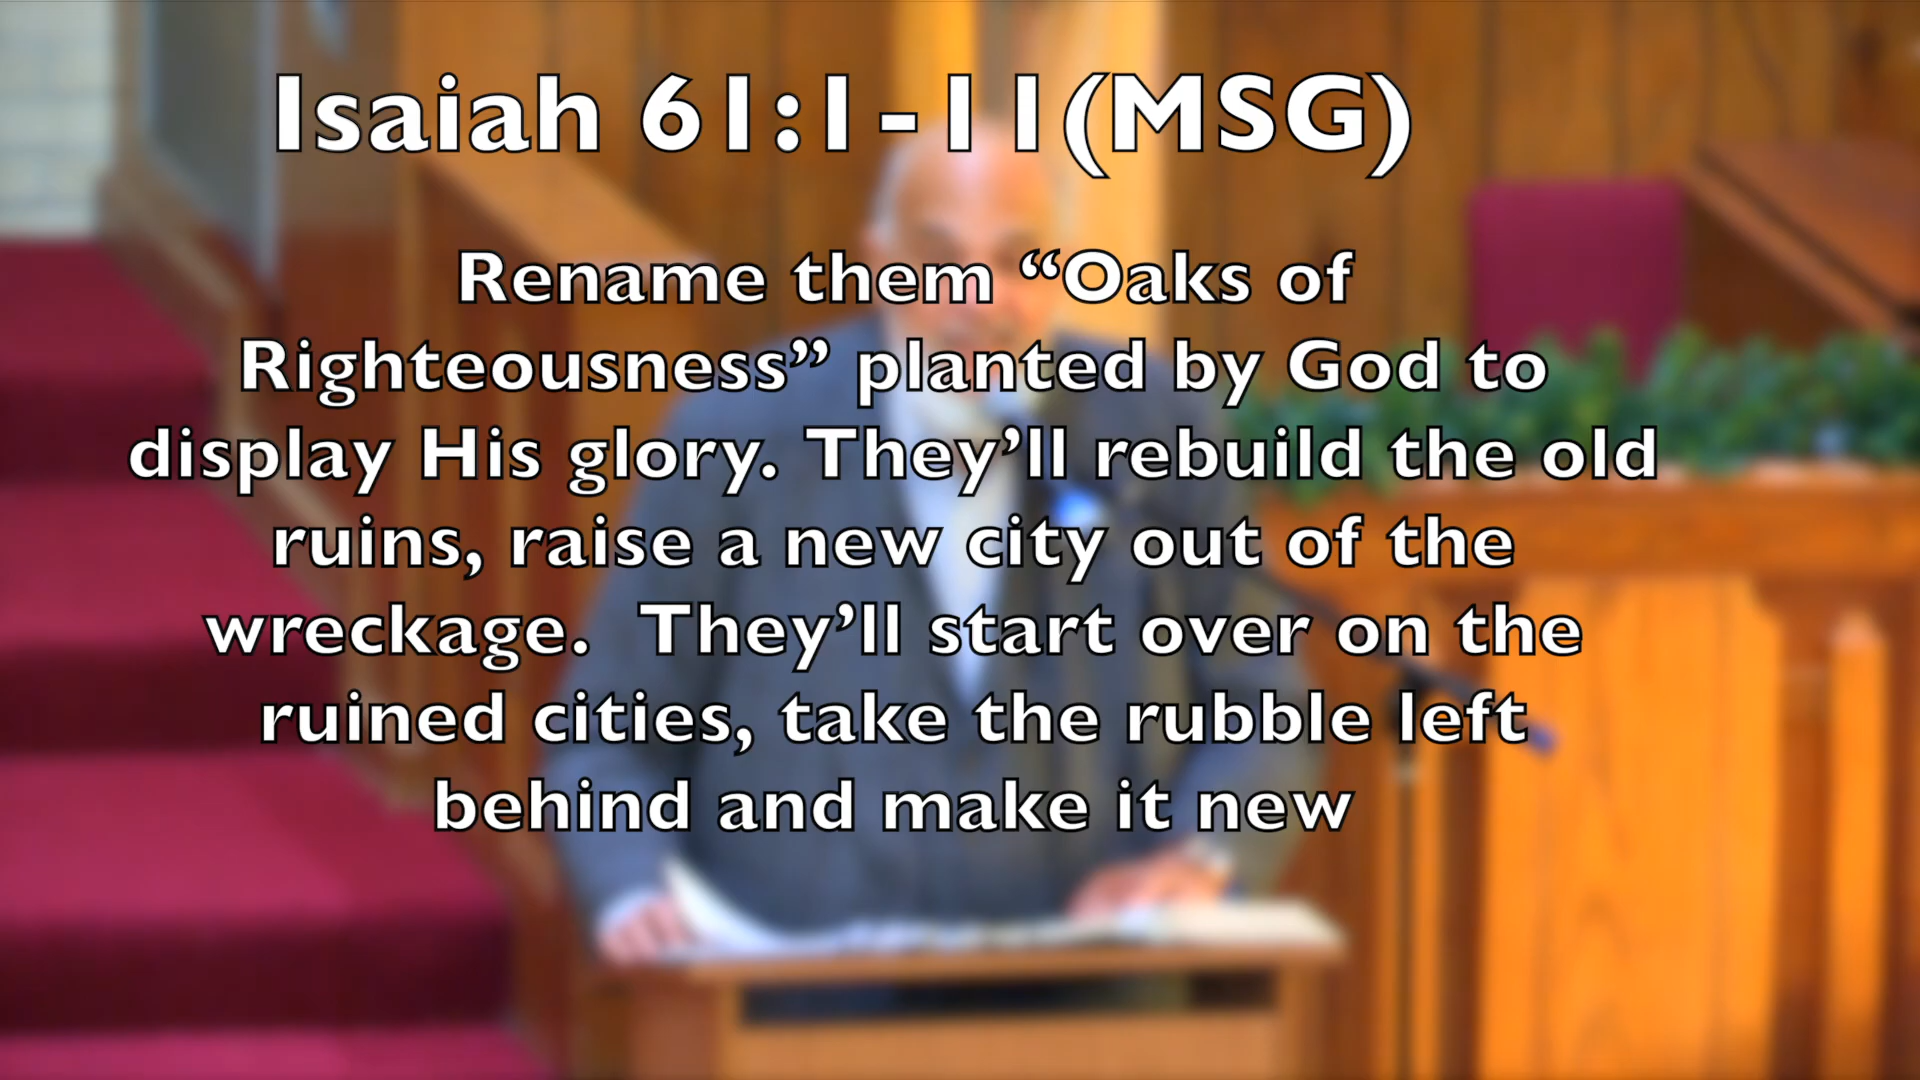 Isaiah 61:1-11(MSG)
Rename them “Oaks of
Righteousness” planted by God to
display His glory. They’ll rebuild the old
ruins, raise a new city out of the
wreckage.  They’ll start over on the
ruined cities, take the rubble left
behind and make it new